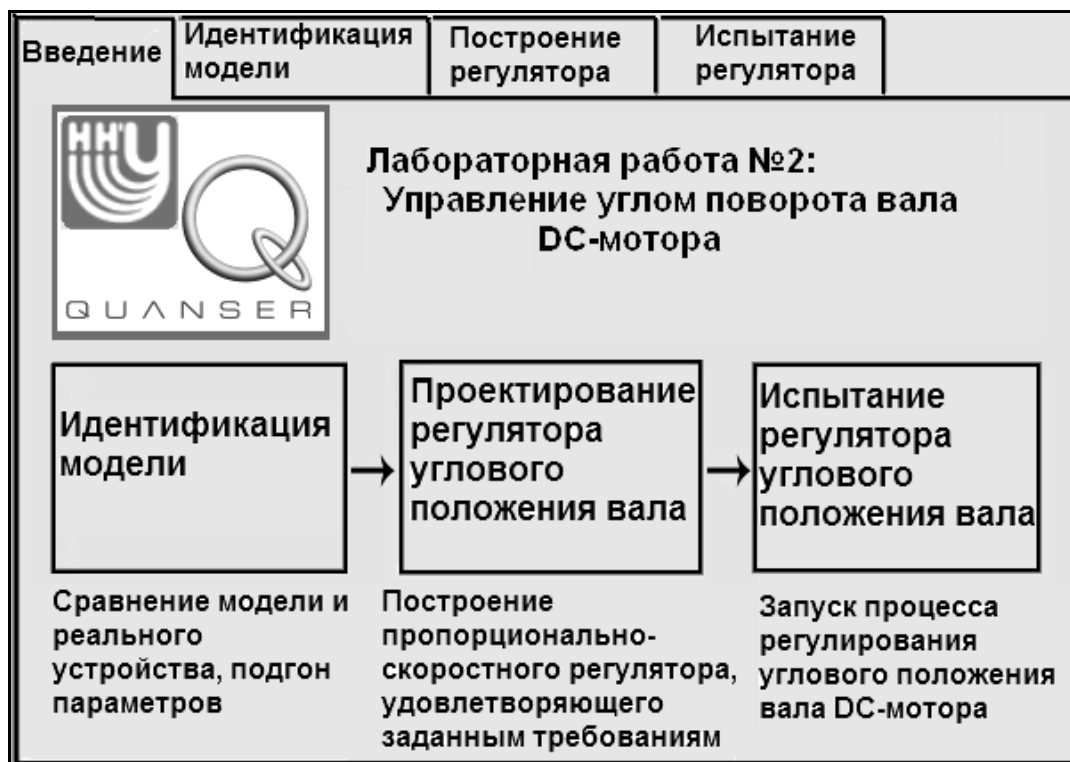 Введение
Идентификация
модели
Построение
регулятора
Испытание
регулятора
QUANSER
Лабораторная работа №2:
Управление углом поворота вала
DC-мотора
Идентификация
модели
Проектирование
регулятора
углового
положения вала
Испытание
регулятора
углового
положения вала
Сравнение модели и
реального
устройства, подгон
параметров
Построение
пропорционально-
скоростного регулятора,
удовлетворяющего
заданным требованиям
Запуск процесса
регулирования
углового положения
вала DC-мотора